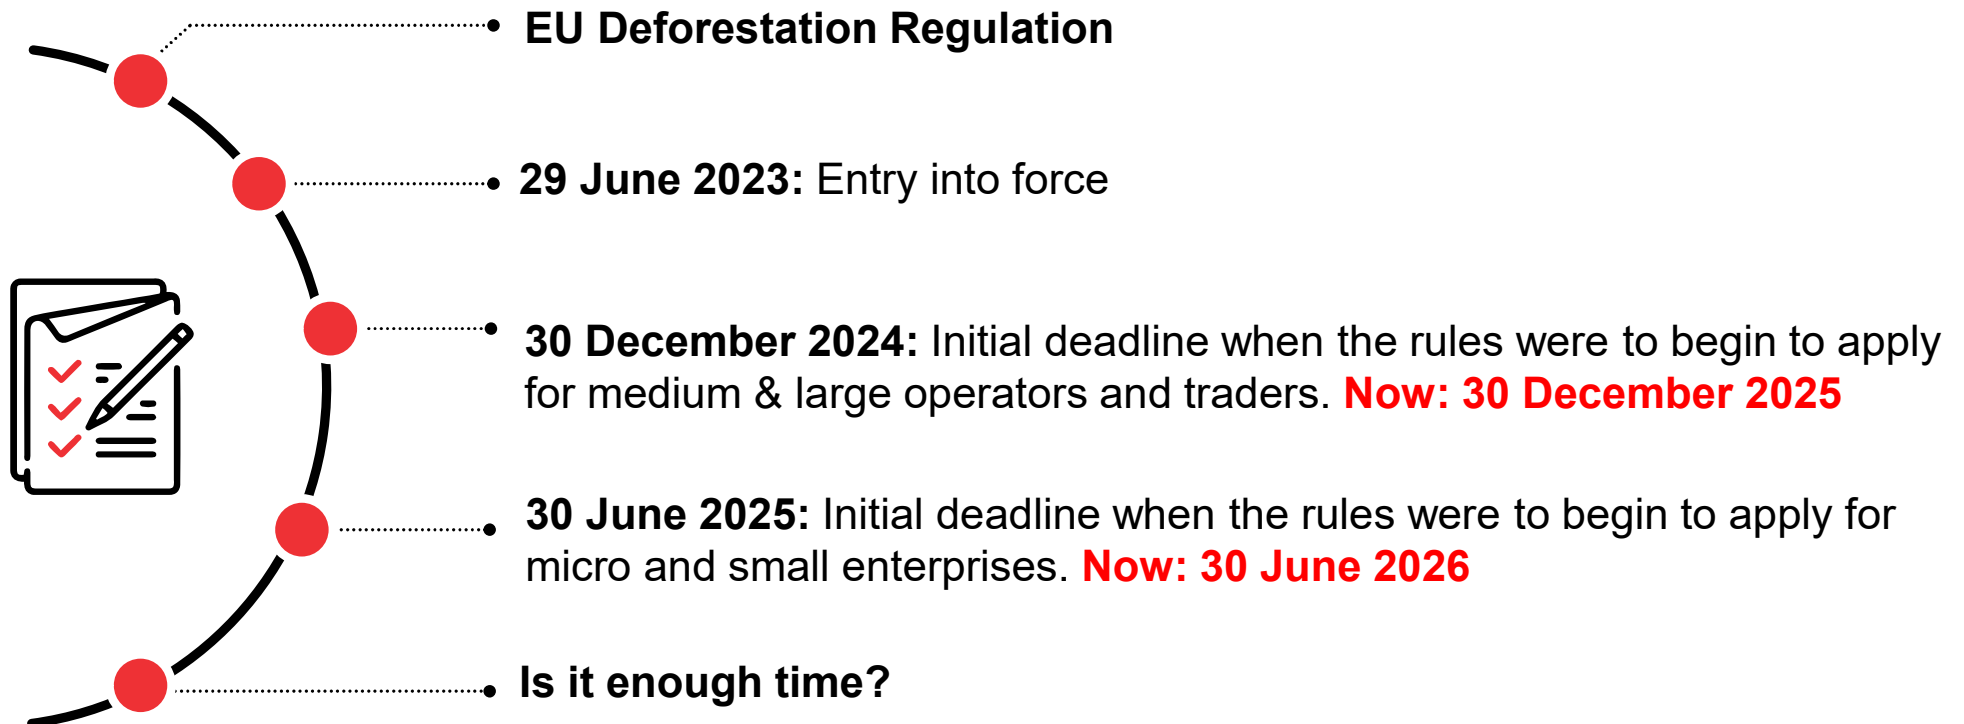 EU Deforestation Regulation
29 June 2023: Entry into force
30 December 2024: Initial deadline when the rules were to begin to apply
for medium & large operators and traders. Now: 30 December 2025
30 June 2025: Initial deadline when the rules were to begin to apply for
micro and small enterprises. Now: 30 June 2026
Is it enough time?